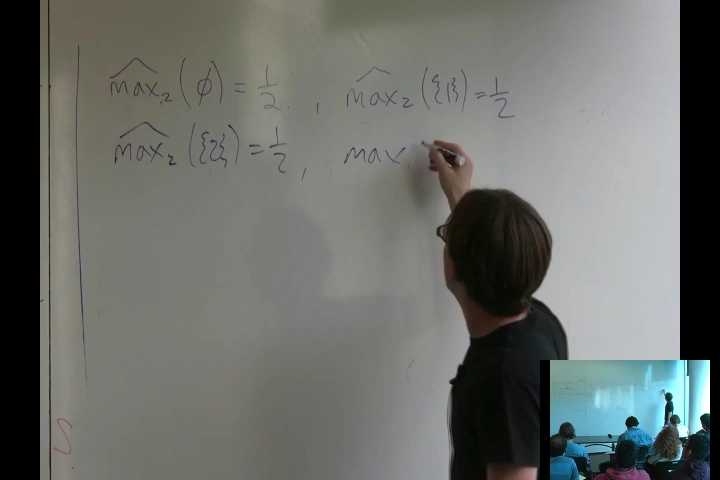 $\widehat{max}_2(\phi) = \frac{1}{2}$, $\widehat{max}_2(\{1\}) = \frac{1}{2}$
$\widehat{max}_2(\{2\}) = \frac{1}{2}$, max
S